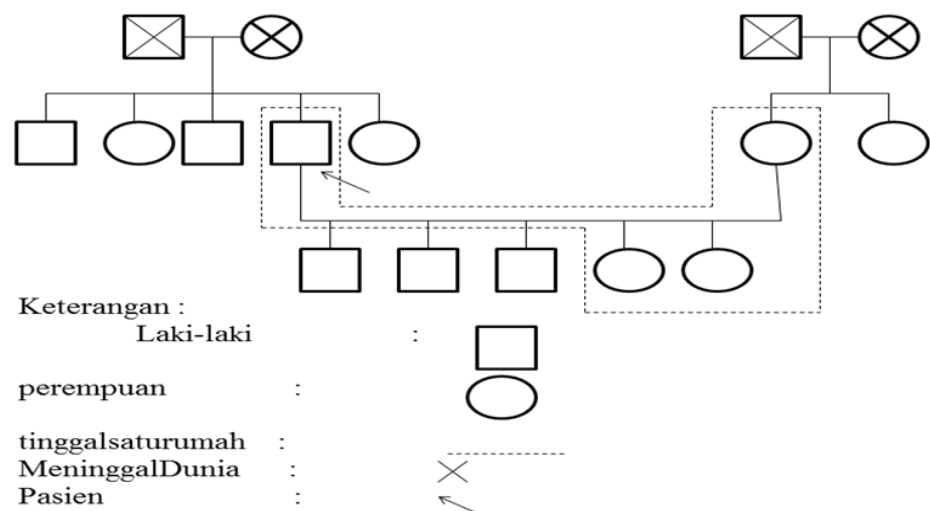 Keterangan :
Laki-laki :
perempuan :
tinggalsaturumah :
MeninggalDunia :
Pasien :